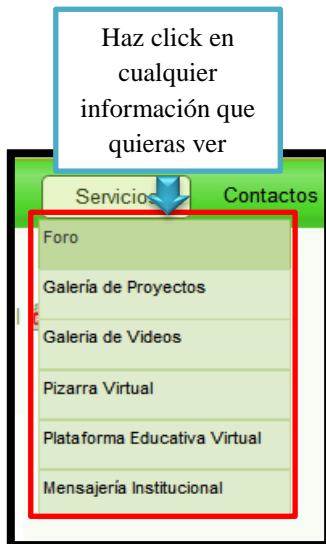 Haz click en
cualquier
información que
quieras ver
Servicios Contactos
Foro
Galería de Proyectos
Galeria de Videos
Pizarra Virtual
Plataforma Educativa Virtual
Mensajería Institucional